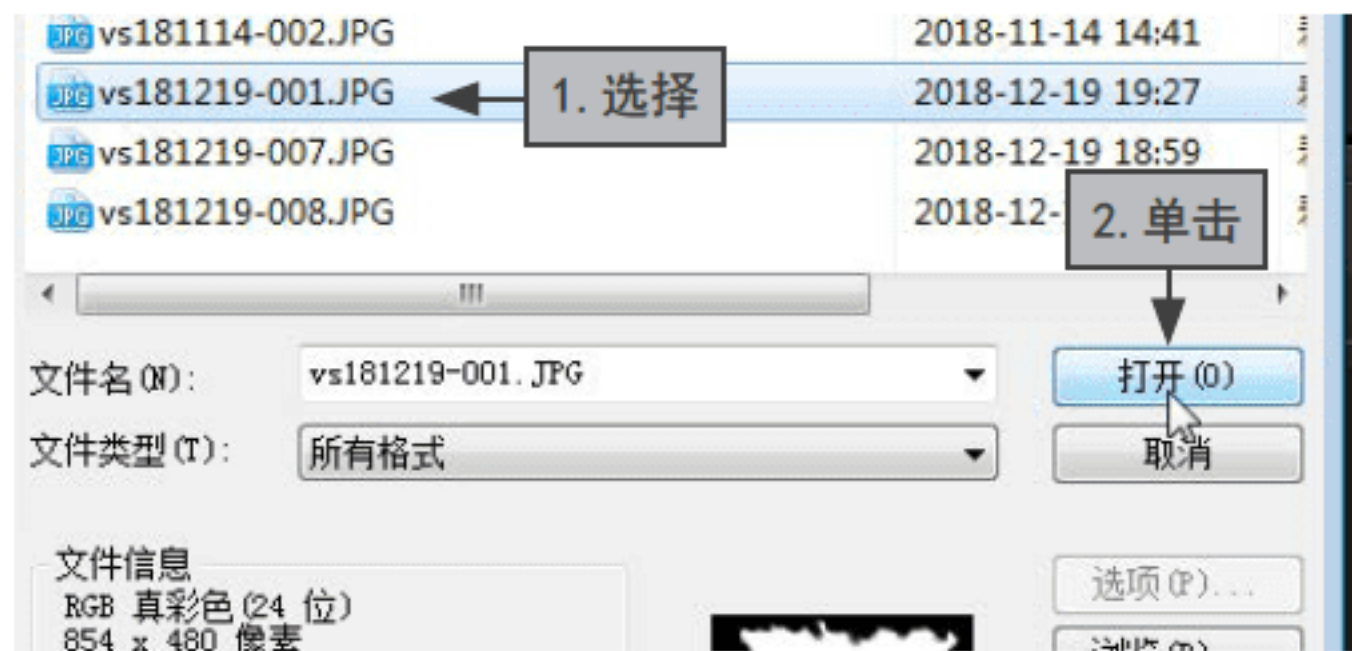 vs181114-002.JPG 2018-11-14 14:41
vs181219-001.JPG 1. 选择 2018-12-19 19:27
vs181219-007.JPG 2018-12-19 18:59
vs181219-008.JPG 2018-12-
2. 单击
文件名(N): vs181219-001.JPG 打开(O)
文件类型(T): 所有格式 取消
文件信息
RGB 真彩色(24 位)
选项(P)...
854 x 480 像素